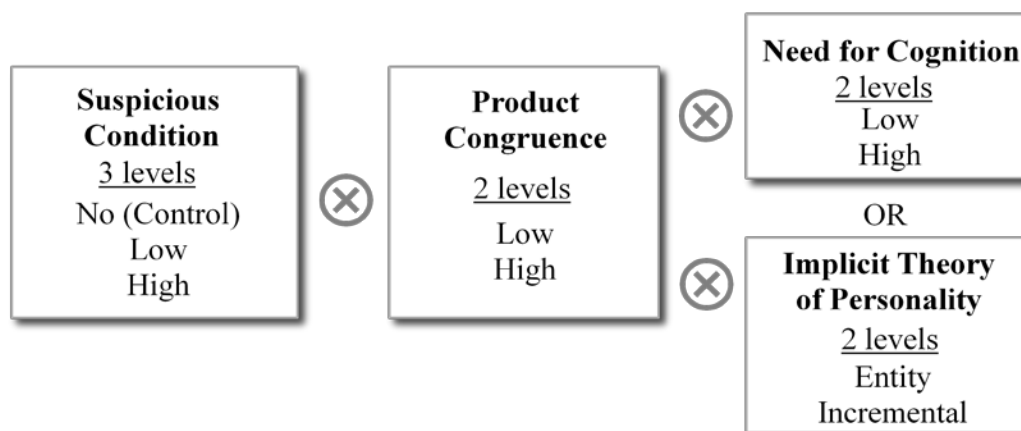 Suspicious
Condition
3 levels
No (Control)
Low
High
Product
Congruence
2 levels
Low
High
Need for Cognition
2 levels
Low
High
OR
Implicit Theory
of Personality
2 levels
Entity
Incremental